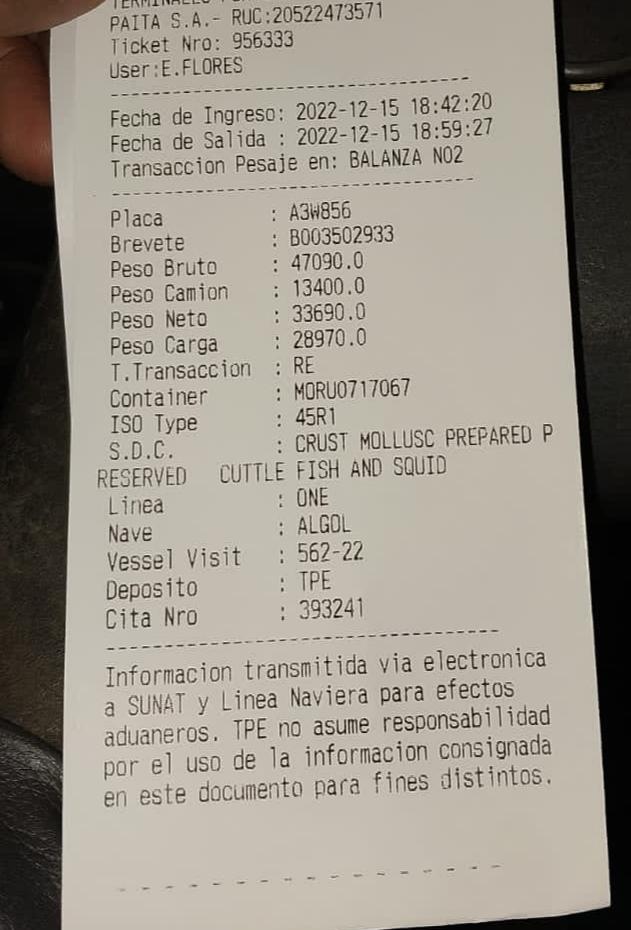 PAITA S.A.- RUC:20522473571
Ticket Nro: 956333
User:E.FLORES
--------------------------------
Fecha de Ingreso: 2022-12-15 18:42:20
Fecha de Salida : 2022-12-15 18:59:27
Transaccion Pesaje en: BALANZA NO2
--------------------------------
Placa : A3W856
Brevete : B003502933
Peso Bruto : 47090.0
Peso Camion : 13400.0
Peso Neto : 33690.0
Peso Carga : 28970.0
T.Transaccion : RE
Container : MORU0717067
ISO Type : 45R1
S.D.C. : CRUST MOLLUSC PREPARED P
RESERVED CUTTLE FISH AND SQUID
Linea : ONE
Nave : ALGOL
Vessel Visit : 562-22
Deposito : TPE
Cita Nro : 393241
--------------------------------
Informacion transmitida via electronica
a SUNAT y Linea Naviera para efectos
aduaneros. TPE no asume responsabilidad
por el uso de la informacion consignada
en este documento para fines distintos.
- - - - - - - - - - - - - - - -